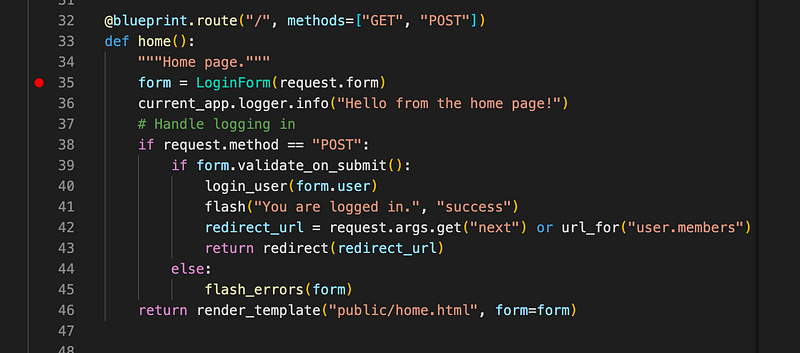 31
32 @blueprint.route("/", methods=["GET", "POST"])
33 def home():
34     """Home page."""
35     form = LoginForm(request.form)
36     current_app.logger.info("Hello from the home page!")
37     # Handle logging in
38     if request.method == "POST":
39         if form.validate_on_submit():
40             login_user(form.user)
41             flash("You are logged in.", "success")
42             redirect_url = request.args.get("next") or url_for("user.members")
43             return redirect(redirect_url)
44         else:
45             flash_errors(form)
46     return render_template("public/home.html", form=form)
47
48